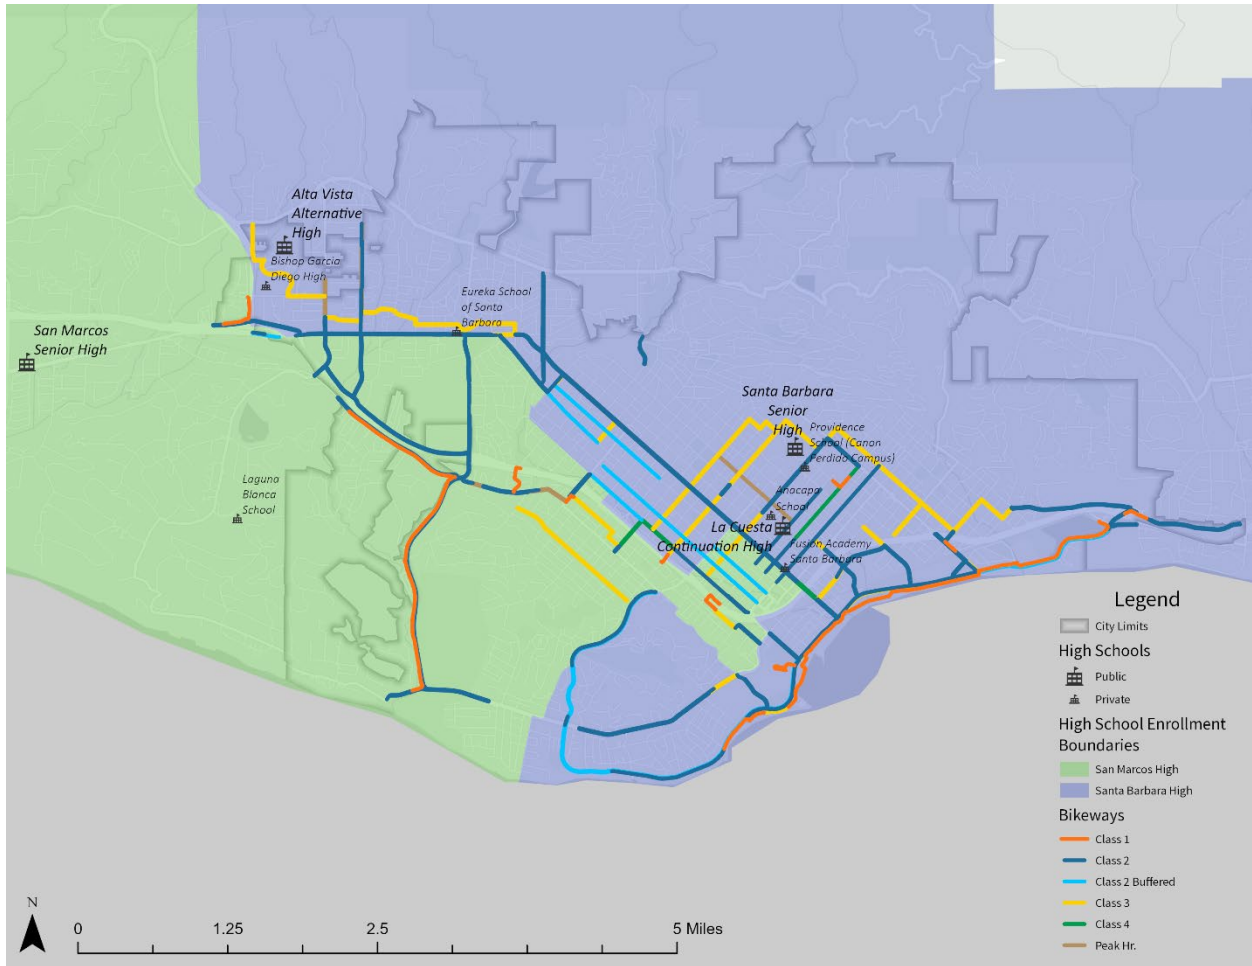 Alta Vista
Alternative
High
Bishop Garcia
Diego High
Eureka School
of Santa
Barbara
San Marcos
Senior High
Santa Barbara
Senior
High
Providence
School (Canon
Perdido Campus)
Laguna
Blanca
School
Anacapa
School
La Cuesta
Continuation High
Fusion Academy
Santa Barbara
Legend
City Limits
High Schools
Public
Private
High School Enrollment
Boundaries
San Marcos High
Santa Barbara High
Bikeways
Class 1
Class 2
Class 2 Buffered
Class 3
Class 4
Peak Hr.
N
0 1.25 2.5 5 Miles